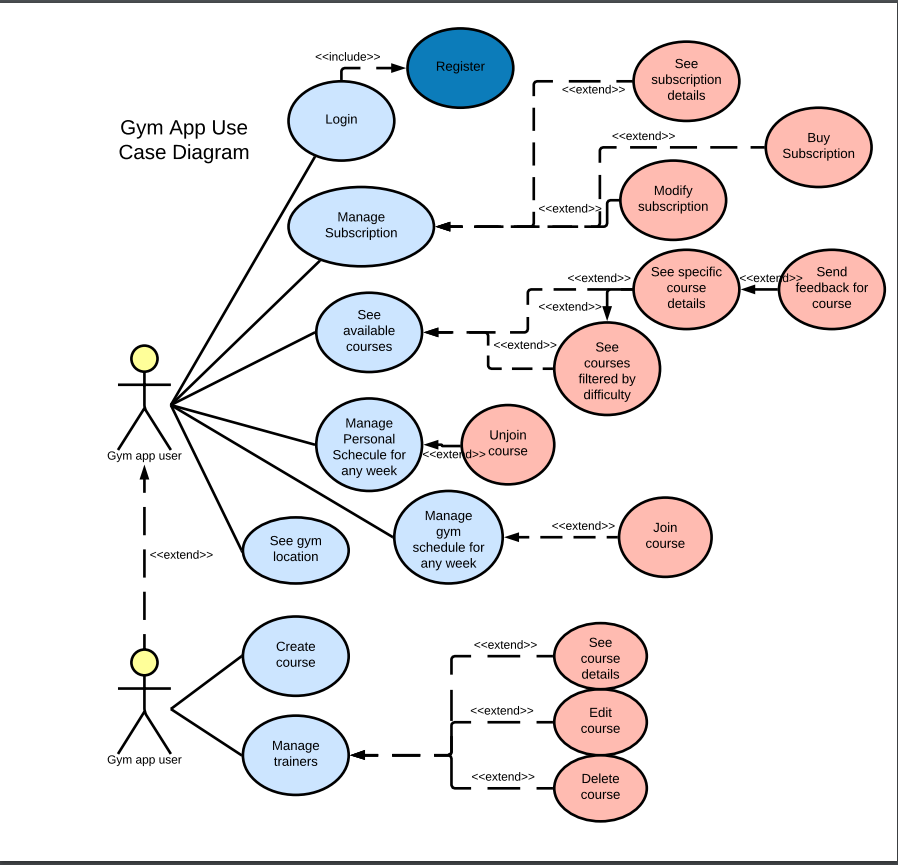 <<include>>
Register
See
subscription
details
<<extend>>
Gym App Use
Case Diagram
Login
<<extend>>
Buy
Subscription
Manage
Subscription
<<extend>>
Modify
subscription
<<extend>>
See specific
course
details
<<extend>>
Send
feedback for
course
<<extend>>
See
available
courses
<<extend>>
See
courses
filtered by
difficulty
Manage
Personal
Schecule for
any week
<<extend>>
Unjoin
course
Gym app user
Manage
gym
schedule for
any week
<<extend>>
Join
course
See gym
location
<<extend>>
Create
course
<<extend>>
See
course
details
<<extend>>
Edit
course
Manage
trainers
<<extend>>
Delete
course
Gym app user